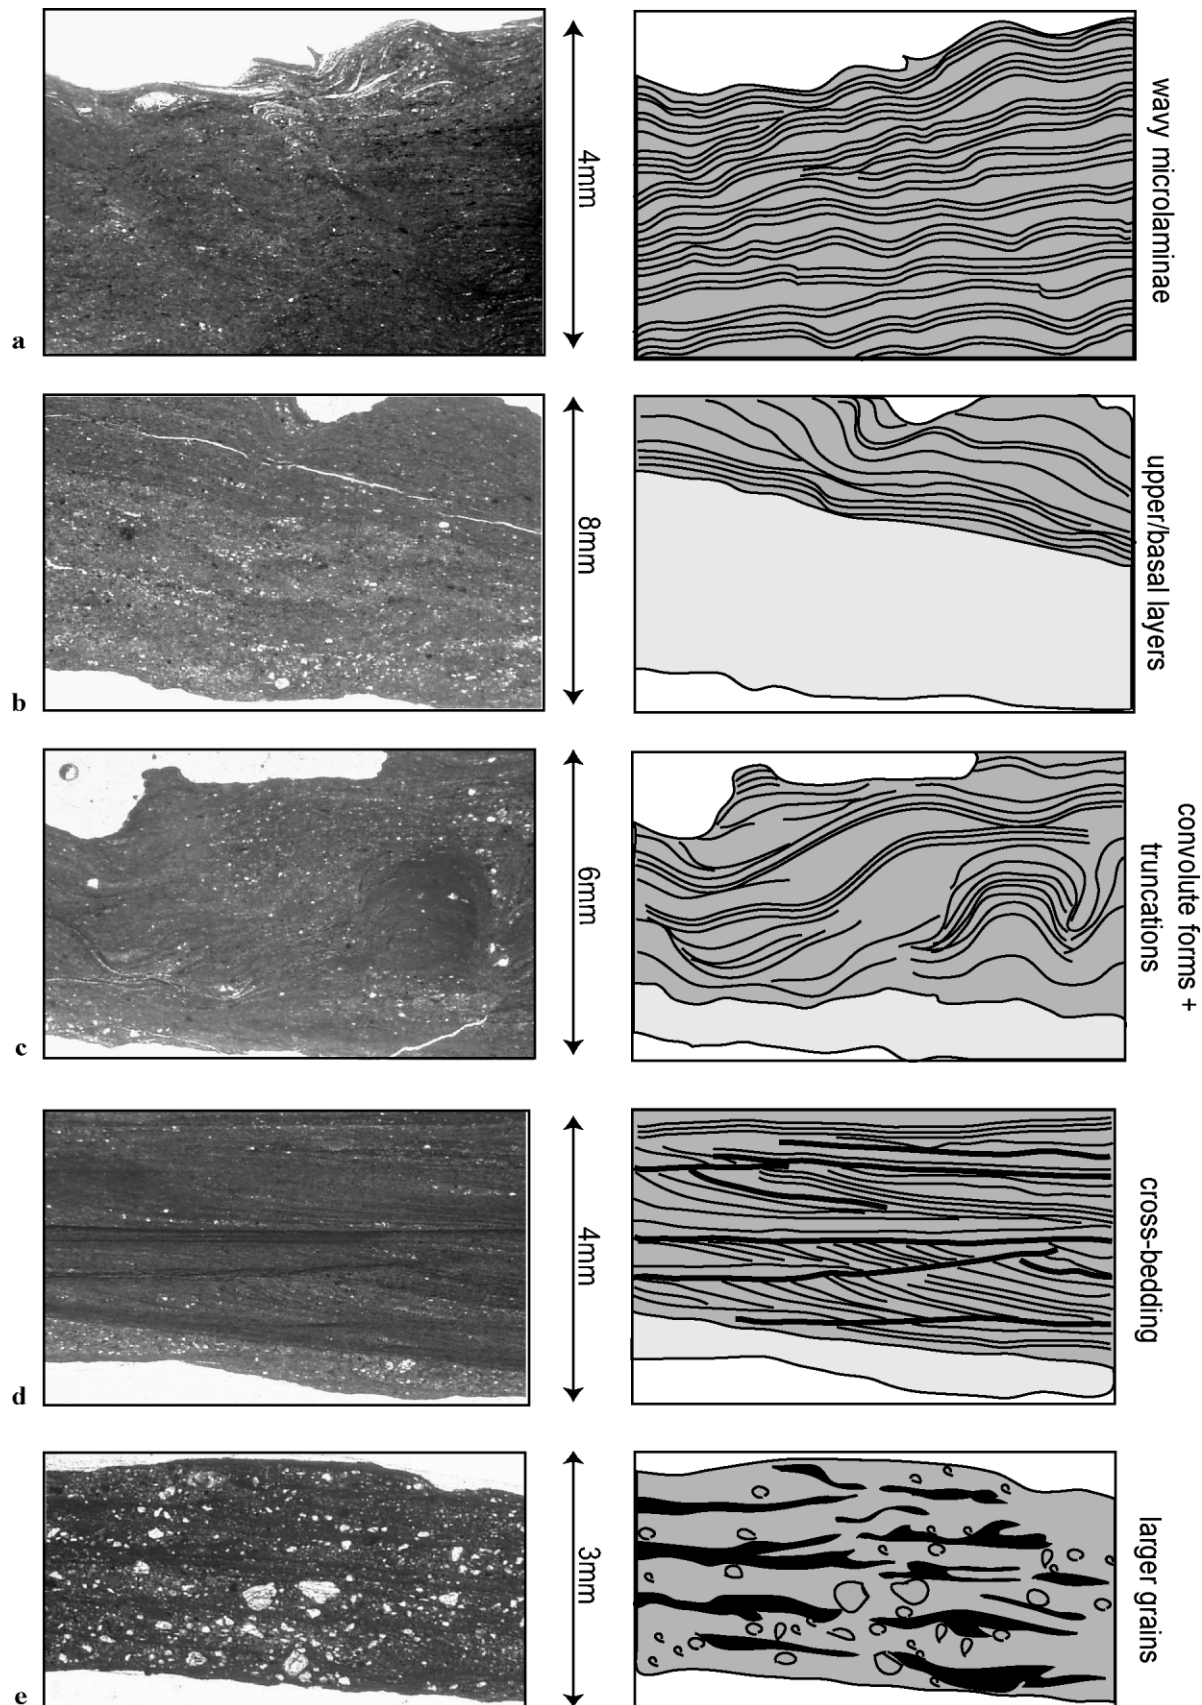 a
4mm
wavy microlaminae
b
8mm
upper/basal layers
c
6mm
convolute forms +
truncations
d
4mm
cross-bedding
e
3mm
larger grains